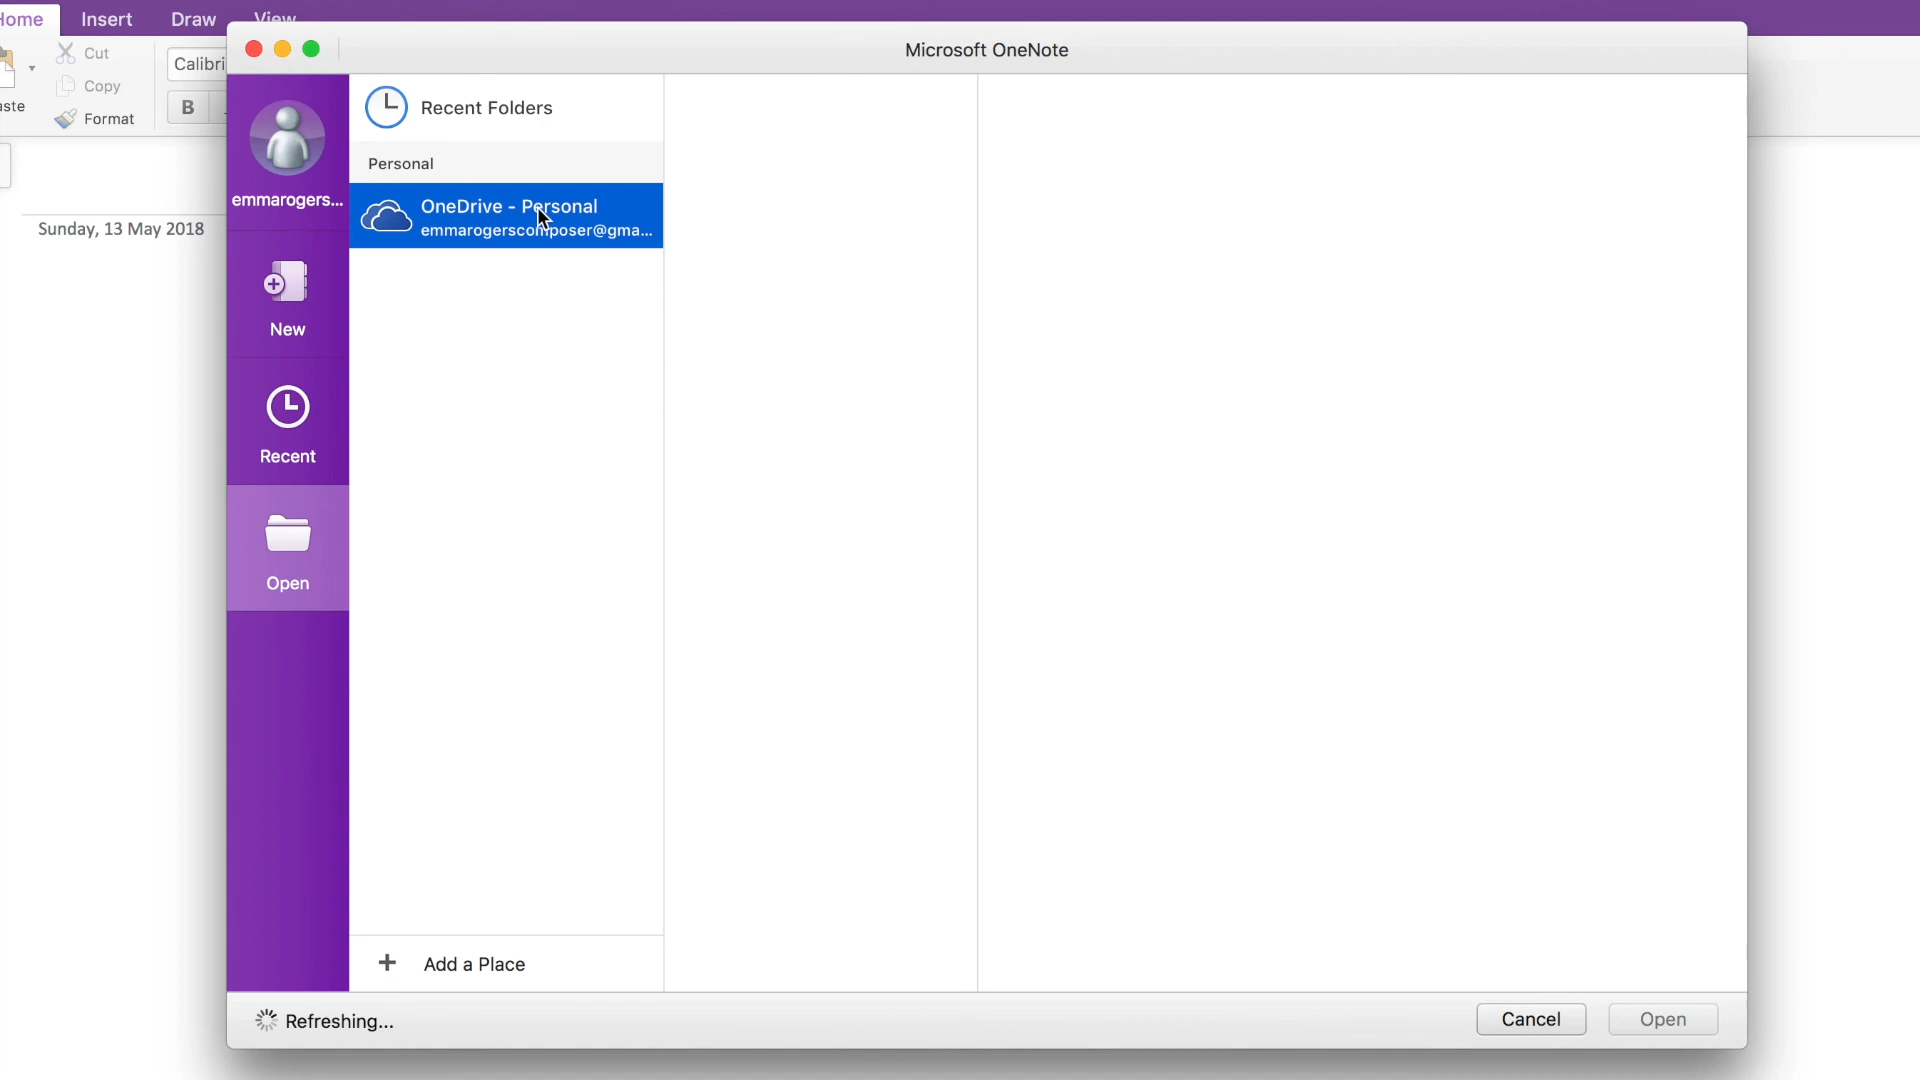 Home Insert Draw View
Cut
Copy
Format
Calibri
B
Sunday, 13 May 2018
Microsoft OneNote
emmarogers...
New
Recent
Open
Recent Folders
Personal
OneDrive - Personal
emmarogerscomposer@gma...
+ Add a Place
Refreshing...
Cancel
Open